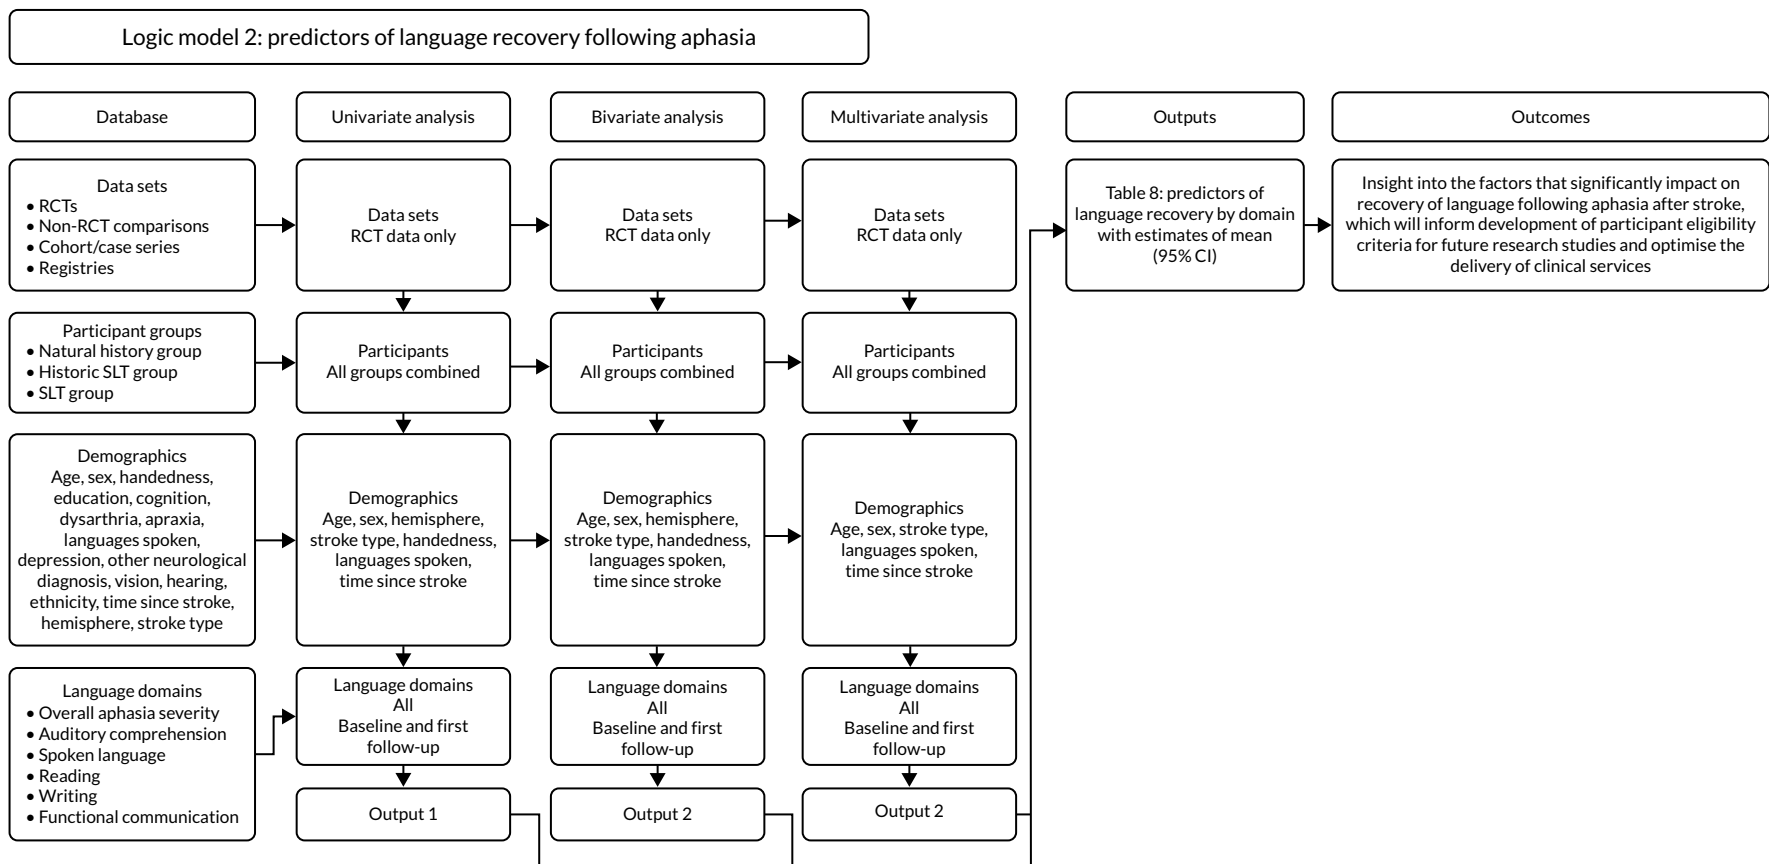 Logic model 2: predictors of language recovery following aphasia
Database
Univariate analysis
Bivariate analysis
Multivariate analysis
Outputs
Outcomes
Data sets
• RCTs
• Non-RCT comparisons
• Cohort/case series
• Registries
Data sets
RCT data only
Data sets
RCT data only
Data sets
RCT data only
Table 8: predictors of
language recovery by domain
with estimates of mean
(95% CI)
Insight into the factors that significantly impact on
recovery of language following aphasia after stroke,
which will inform development of participant eligibility
criteria for future research studies and optimise the
delivery of clinical services
Participant groups
• Natural history group
• Historic SLT group
• SLT group
Participants
All groups combined
Participants
All groups combined
Participants
All groups combined
Demographics
Age, sex, handedness,
education, cognition,
dysarthria, apraxia,
languages spoken,
depression, other neurological
diagnosis, vision, hearing,
ethnicity, time since stroke,
hemisphere, stroke type
Demographics
Age, sex, hemisphere,
stroke type, handedness,
languages spoken,
time since stroke
Demographics
Age, sex, hemisphere,
stroke type, handedness,
languages spoken,
time since stroke
Demographics
Age, sex, stroke type,
languages spoken,
time since stroke
Language domains
• Overall aphasia severity
• Auditory comprehension
• Spoken language
• Reading
• Writing
• Functional communication
Language domains
All
Baseline and first
follow-up
Language domains
All
Baseline and first
follow-up
Language domains
All
Baseline and first
follow-up
Output 1
Output 2
Output 2